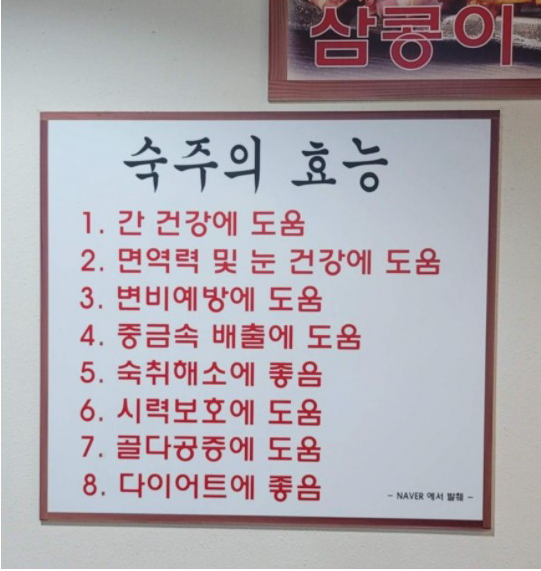 삼콩이
숙주의 효능
1. 간 건강에 도움
2. 면역력 및 눈 건강에 도움
3. 변비예방에 도움
4. 중금속 배출에 도움
5. 숙취해소에 좋음
6. 시력보호에 도움
7. 골다공증에 도움
8. 다이어트에 좋음
- NAVER 에서 발췌 -